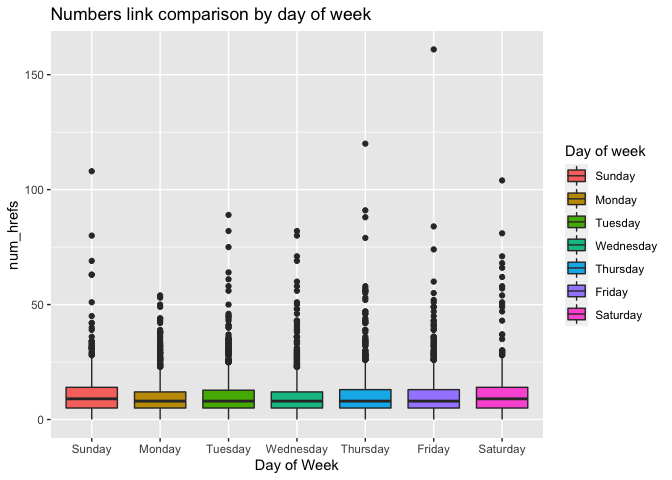 Numbers link comparison by day of week
num_hrefs
150
100
50
0
Sunday Monday Tuesday Wednesday Thursday Friday Saturday
Day of Week
Day of week
Sunday
Monday
Tuesday
Wednesday
Thursday
Friday
Saturday